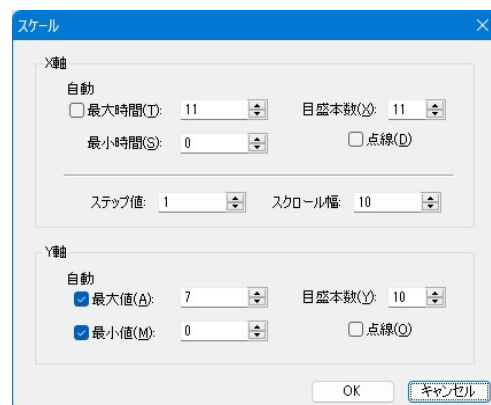 スケール
X軸
自動
最大時間(T): 11 目盛本数(X): 11
最小時間(S): 0 点線(D)
ステップ値: 1 スクロール幅: 10
Y軸
自動
最大値(A): 7 目盛本数(Y): 10
最小値(M): 0 点線(O)
OK キャンセル